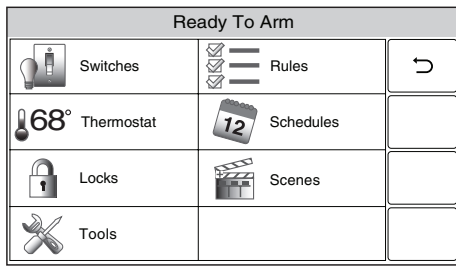 Ready To Arm
Switches
Rules
68° Thermostat
12 Schedules
Locks
Scenes
Tools